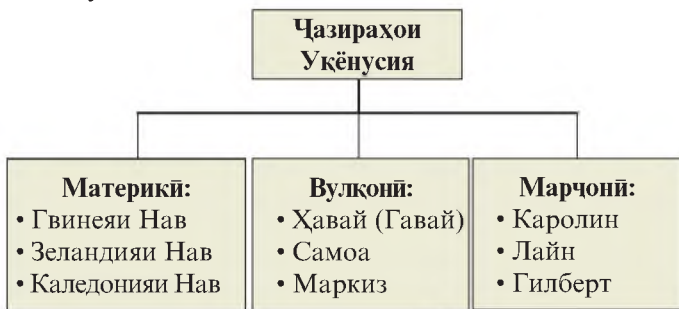 Ҷазираҳои
Уқёнусия
Материкӣ:
• Гвинеяи Нав
• Зеландияи Нав
• Каледонияи Нав
Вулқонӣ:
• Ҳавай (Гавай)
• Самоа
• Маркиз
Марҷонӣ:
• Каролин
• Лайн
• Гилберт